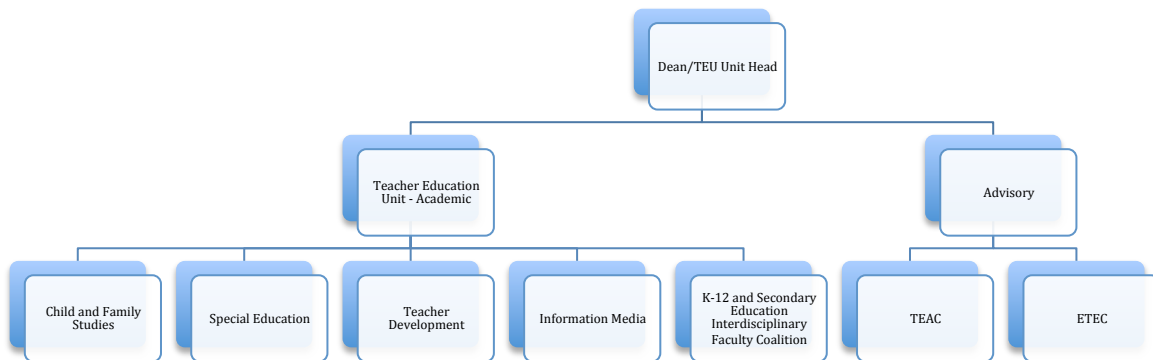 Dean/TEU Unit Head
Teacher Education
Unit - Academic
Advisory
Child and Family
Studies
Special Education
Teacher
Development
Information Media
K-12 and Secondary
Education
Interdisciplinary
Faculty Coalition
TEAC
ETEC